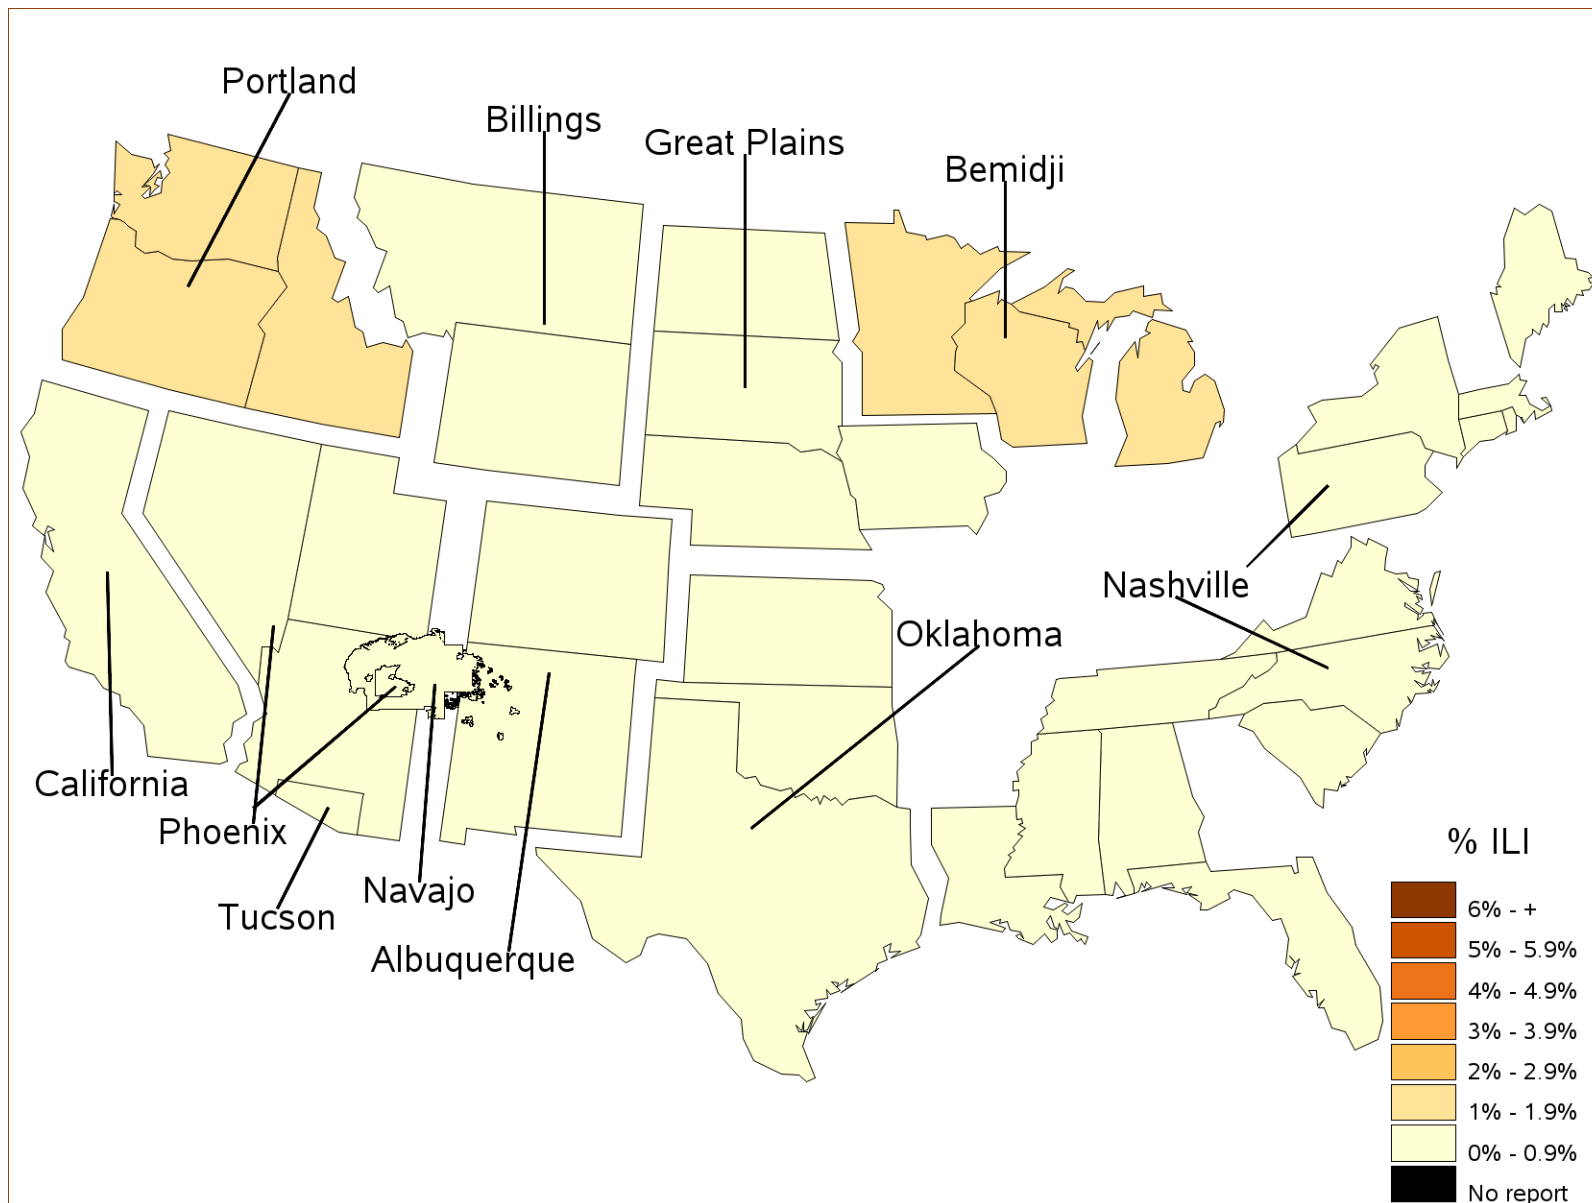 Portland
Billings
Great Plains
Bemidji
Nashville
Oklahoma
California
Phoenix
Navajo
Tucson
Albuquerque
% ILI
6% - +
5% - 5.9%
4% - 4.9%
3% - 3.9%
2% - 2.9%
1% - 1.9%
0% - 0.9%
No report